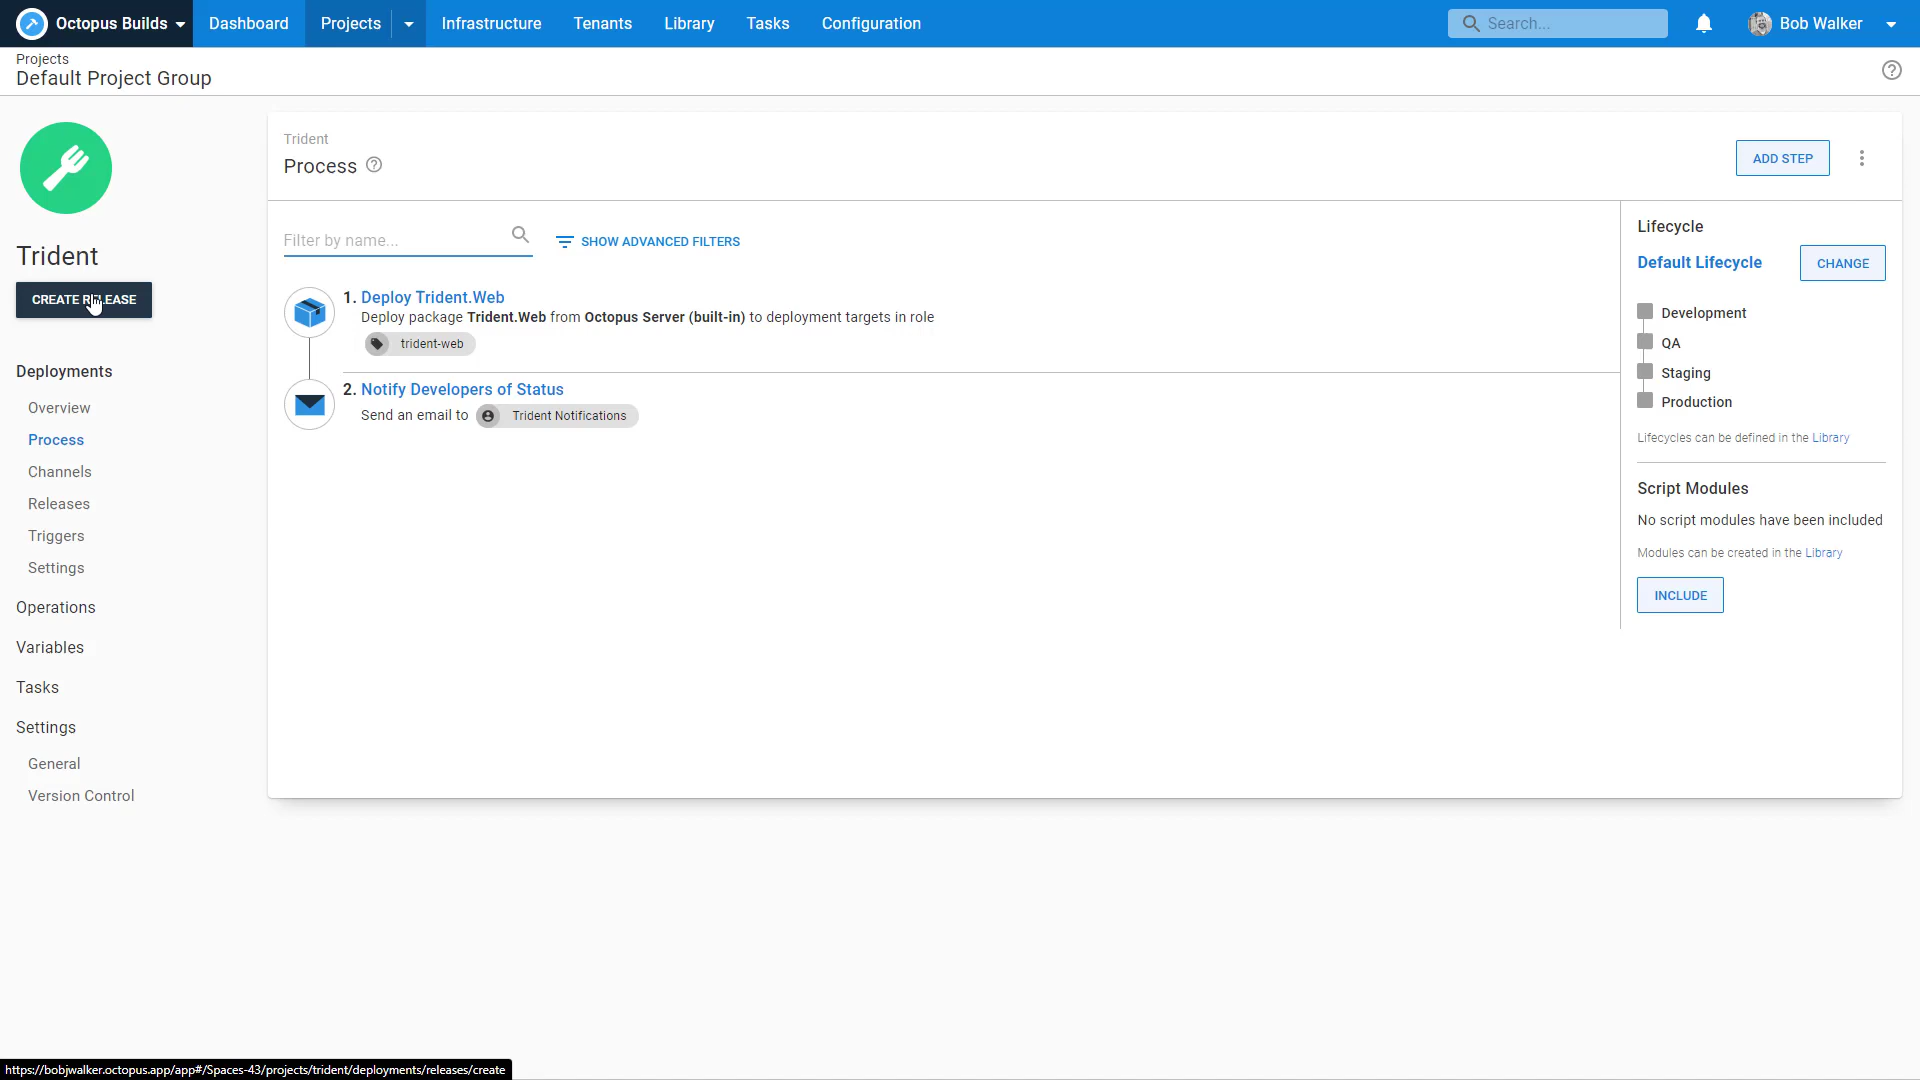 Octopus Builds
Dashboard
Projects
Infrastructure
Tenants
Library
Tasks
Configuration
Search...
Bob Walker
Projects
Default Project Group
Trident
CREATE RELEASE
Deployments
Overview
Process
Channels
Releases
Triggers
Settings
Operations
Variables
Tasks
Settings
General
Version Control
Trident
Process
ADD STEP
Filter by name...
SHOW ADVANCED FILTERS
1. Deploy Trident.Web
Deploy package Trident.Web from Octopus Server (built-in) to deployment targets in role
trident-web
2. Notify Developers of Status
Send an email to Trident Notifications
Lifecycle
Default Lifecycle
CHANGE
Development
QA
Staging
Production
Lifecycles can be defined in the Library
Script Modules
No script modules have been included
Modules can be created in the Library
INCLUDE
https://bobjwalker.octopus.app/app#/Spaces-43/projects/trident/deployments/releases/create